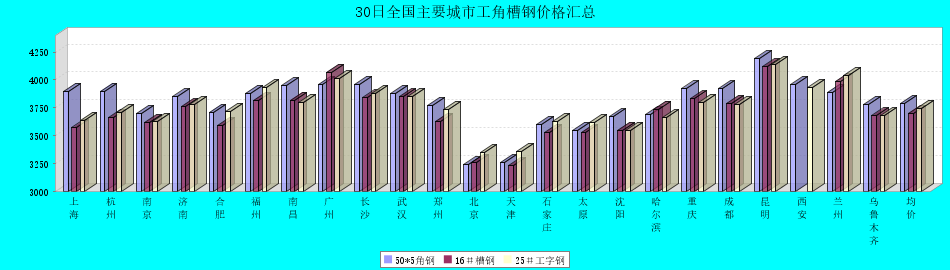 30日全国主要城市工角槽钢价格汇总
4250
4000
3750
3500
3250
3000
上海 杭州 南京 济南 合肥 福州 南昌 广州 长沙 武汉 郑州 北京 天津 石家庄 太原 沈阳 哈尔滨 重庆 成都 昆明 西安 兰州 乌鲁木齐 均价
50*5角钢 16#槽钢 25#工字钢